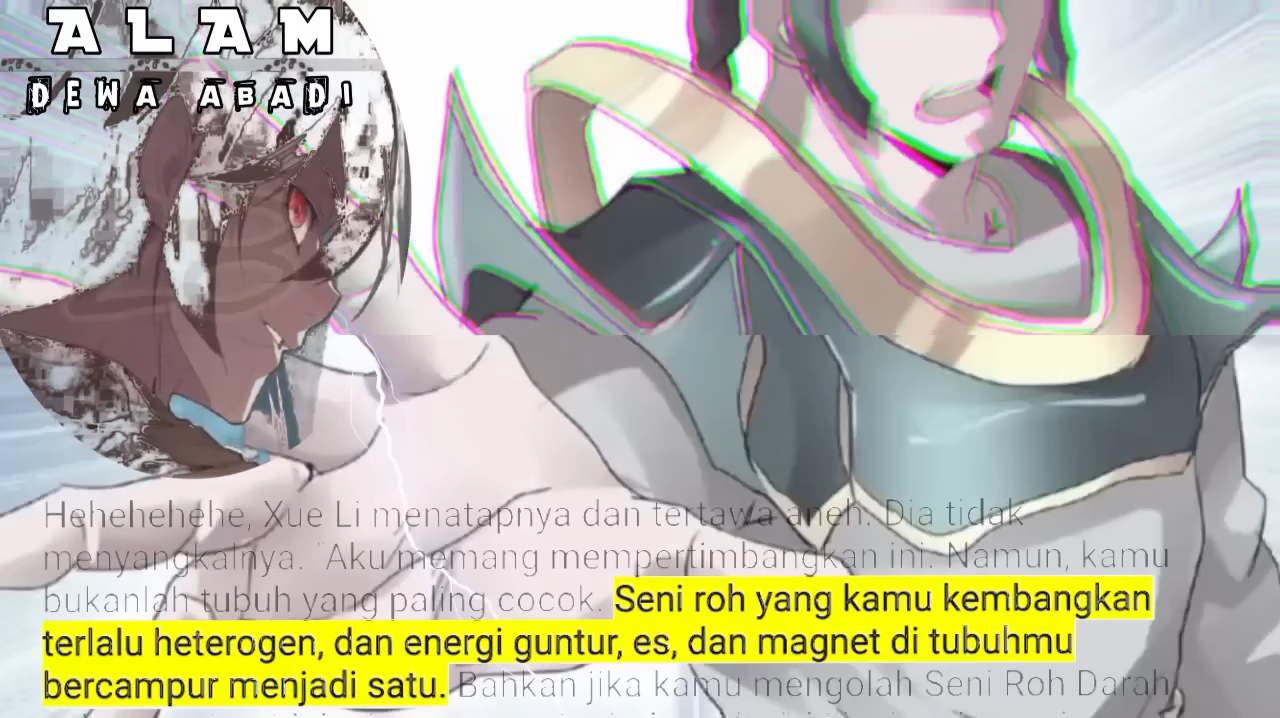 ALAM
DEWA ABADI
Hehehehehe, Xue Li menatapnya dan tertawa aneh. Dia tidak
menyangkalnya. "Aku memang mempertimbangkan ini. Namun, kamu
bukanlah tubuh yang paling cocok. Seni roh yang kamu kembangkan
terlalu heterogen, dan energi guntur, es, dan magnet di tubuhmu
bercampur menjadi satu. Bahkan jika kamu mengolah Seni Roh Darah